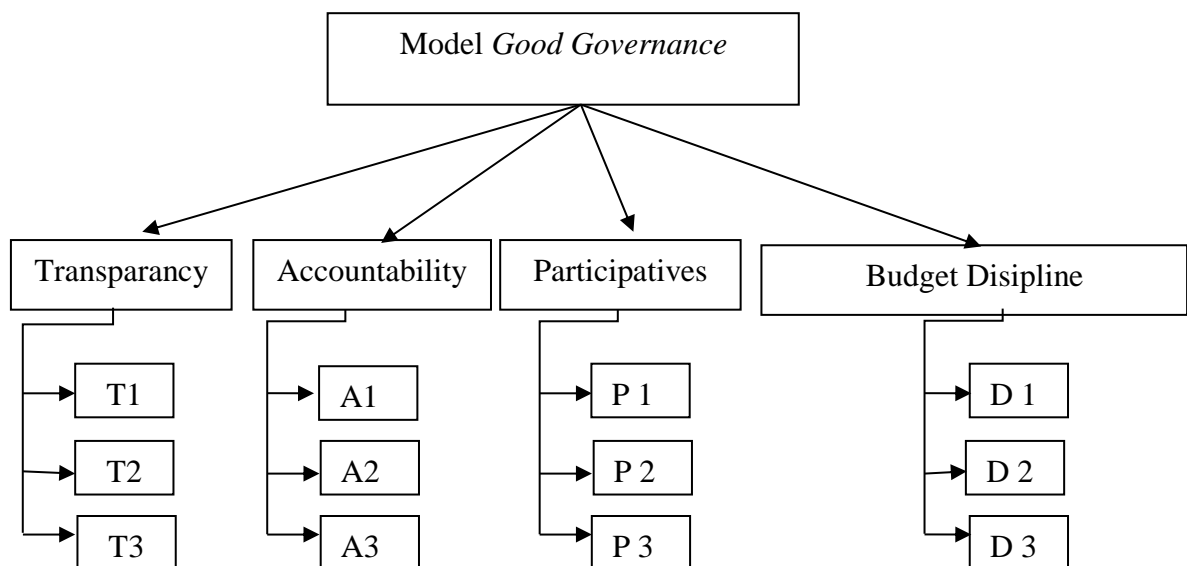 Model Good Governance
Transparancy
Accountability
Participatives
Budget Disipline
T1
A1
P 1
D 1
T2
A2
P 2
D 2
T3
A3
P 3
D 3